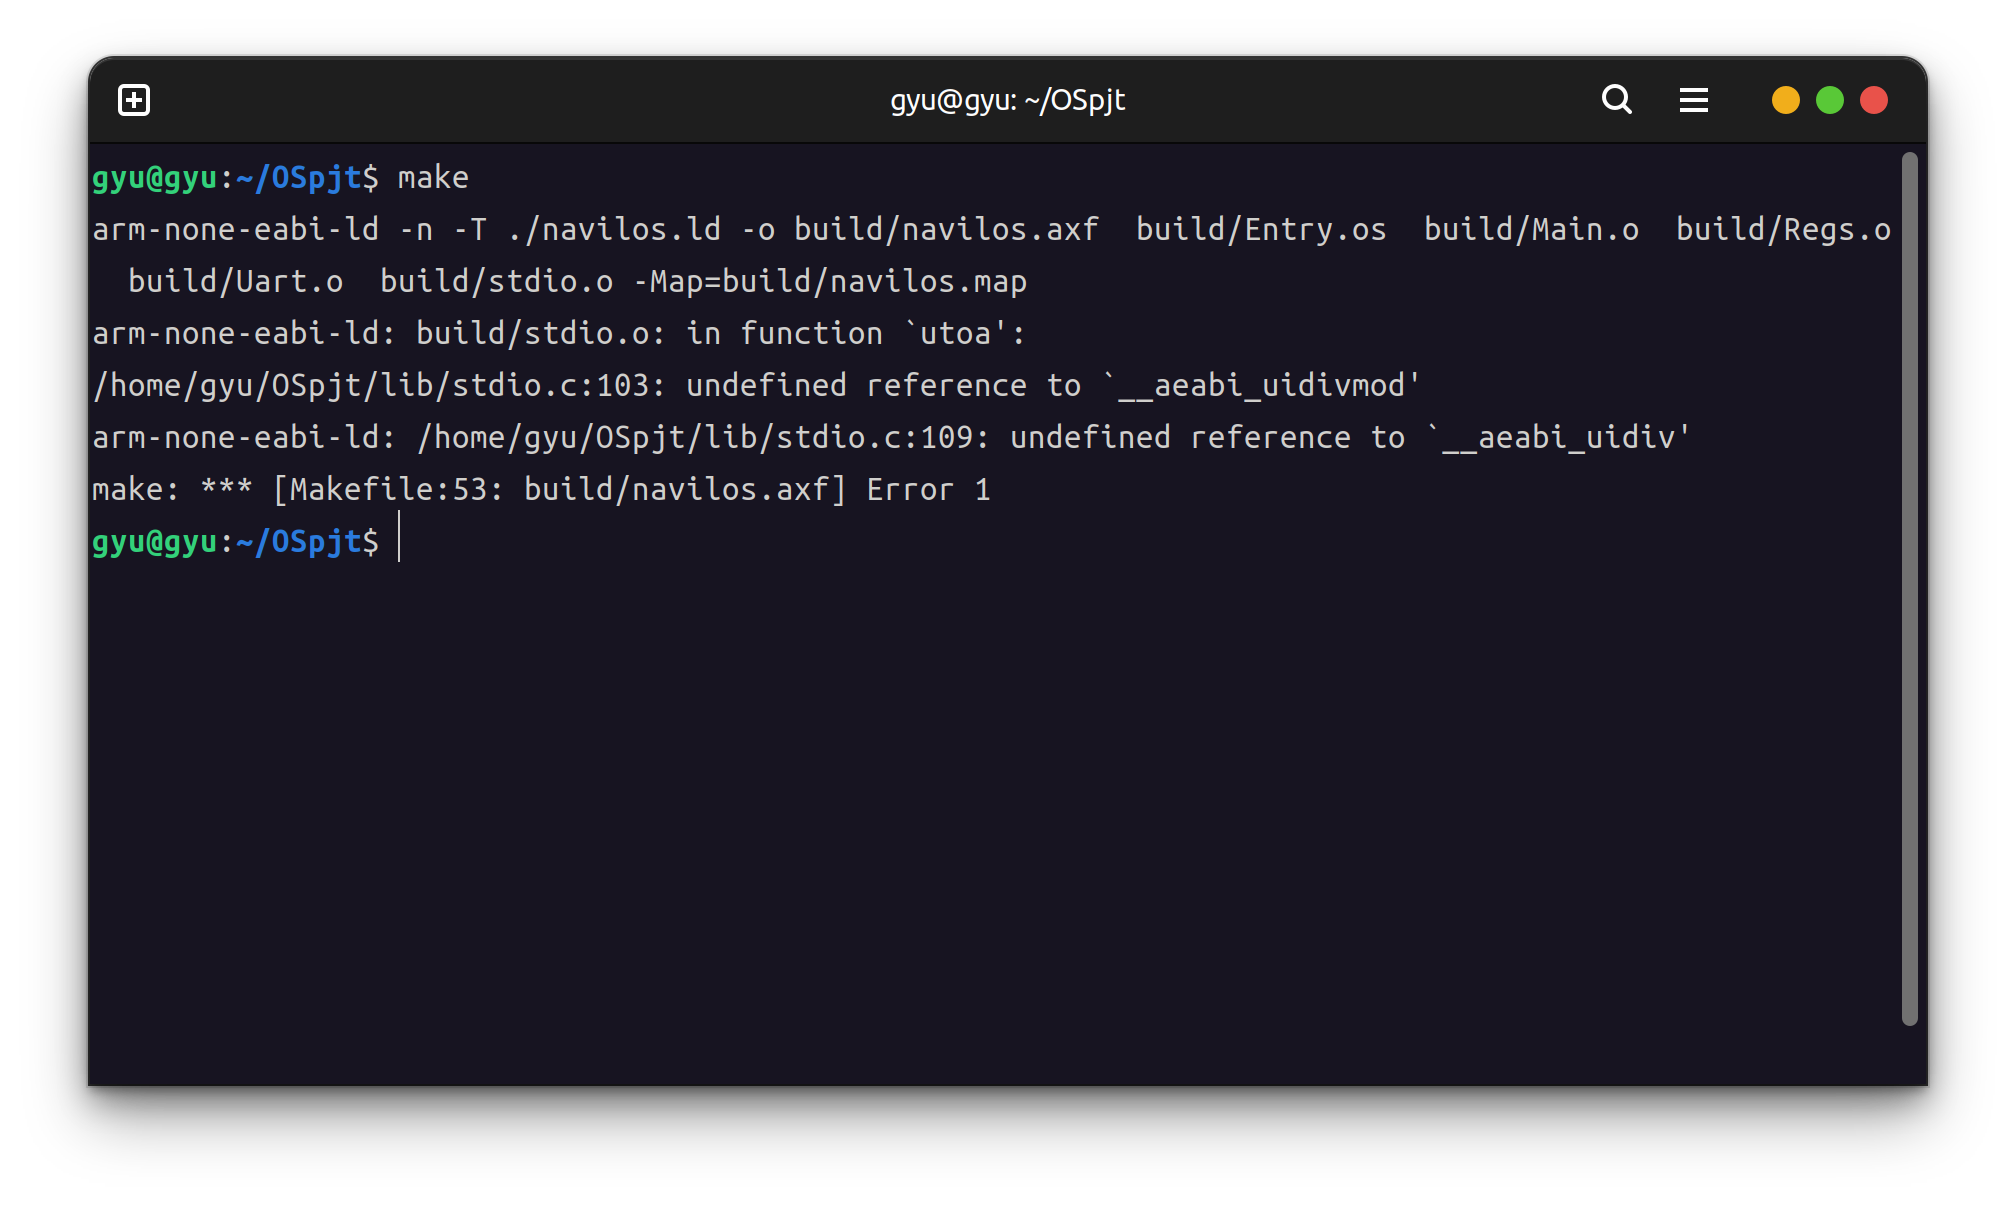 gyu@gyu: ~/OSpjt
gyu@gyu:~/OSpjt$ make
arm-none-eabi-ld -n -T ./navilos.ld -o build/navilos.axf  build/Entry.os  build/Main.o  build/Regs.o
  build/Uart.o  build/stdio.o -Map=build/navilos.map
arm-none-eabi-ld: build/stdio.o: in function `utoa':
/home/gyu/OSpjt/lib/stdio.c:103: undefined reference to `__aeabi_uidivmod'
arm-none-eabi-ld: /home/gyu/OSpjt/lib/stdio.c:109: undefined reference to `__aeabi_uidiv'
make: *** [Makefile:53: build/navilos.axf] Error 1
gyu@gyu:~/OSpjt$